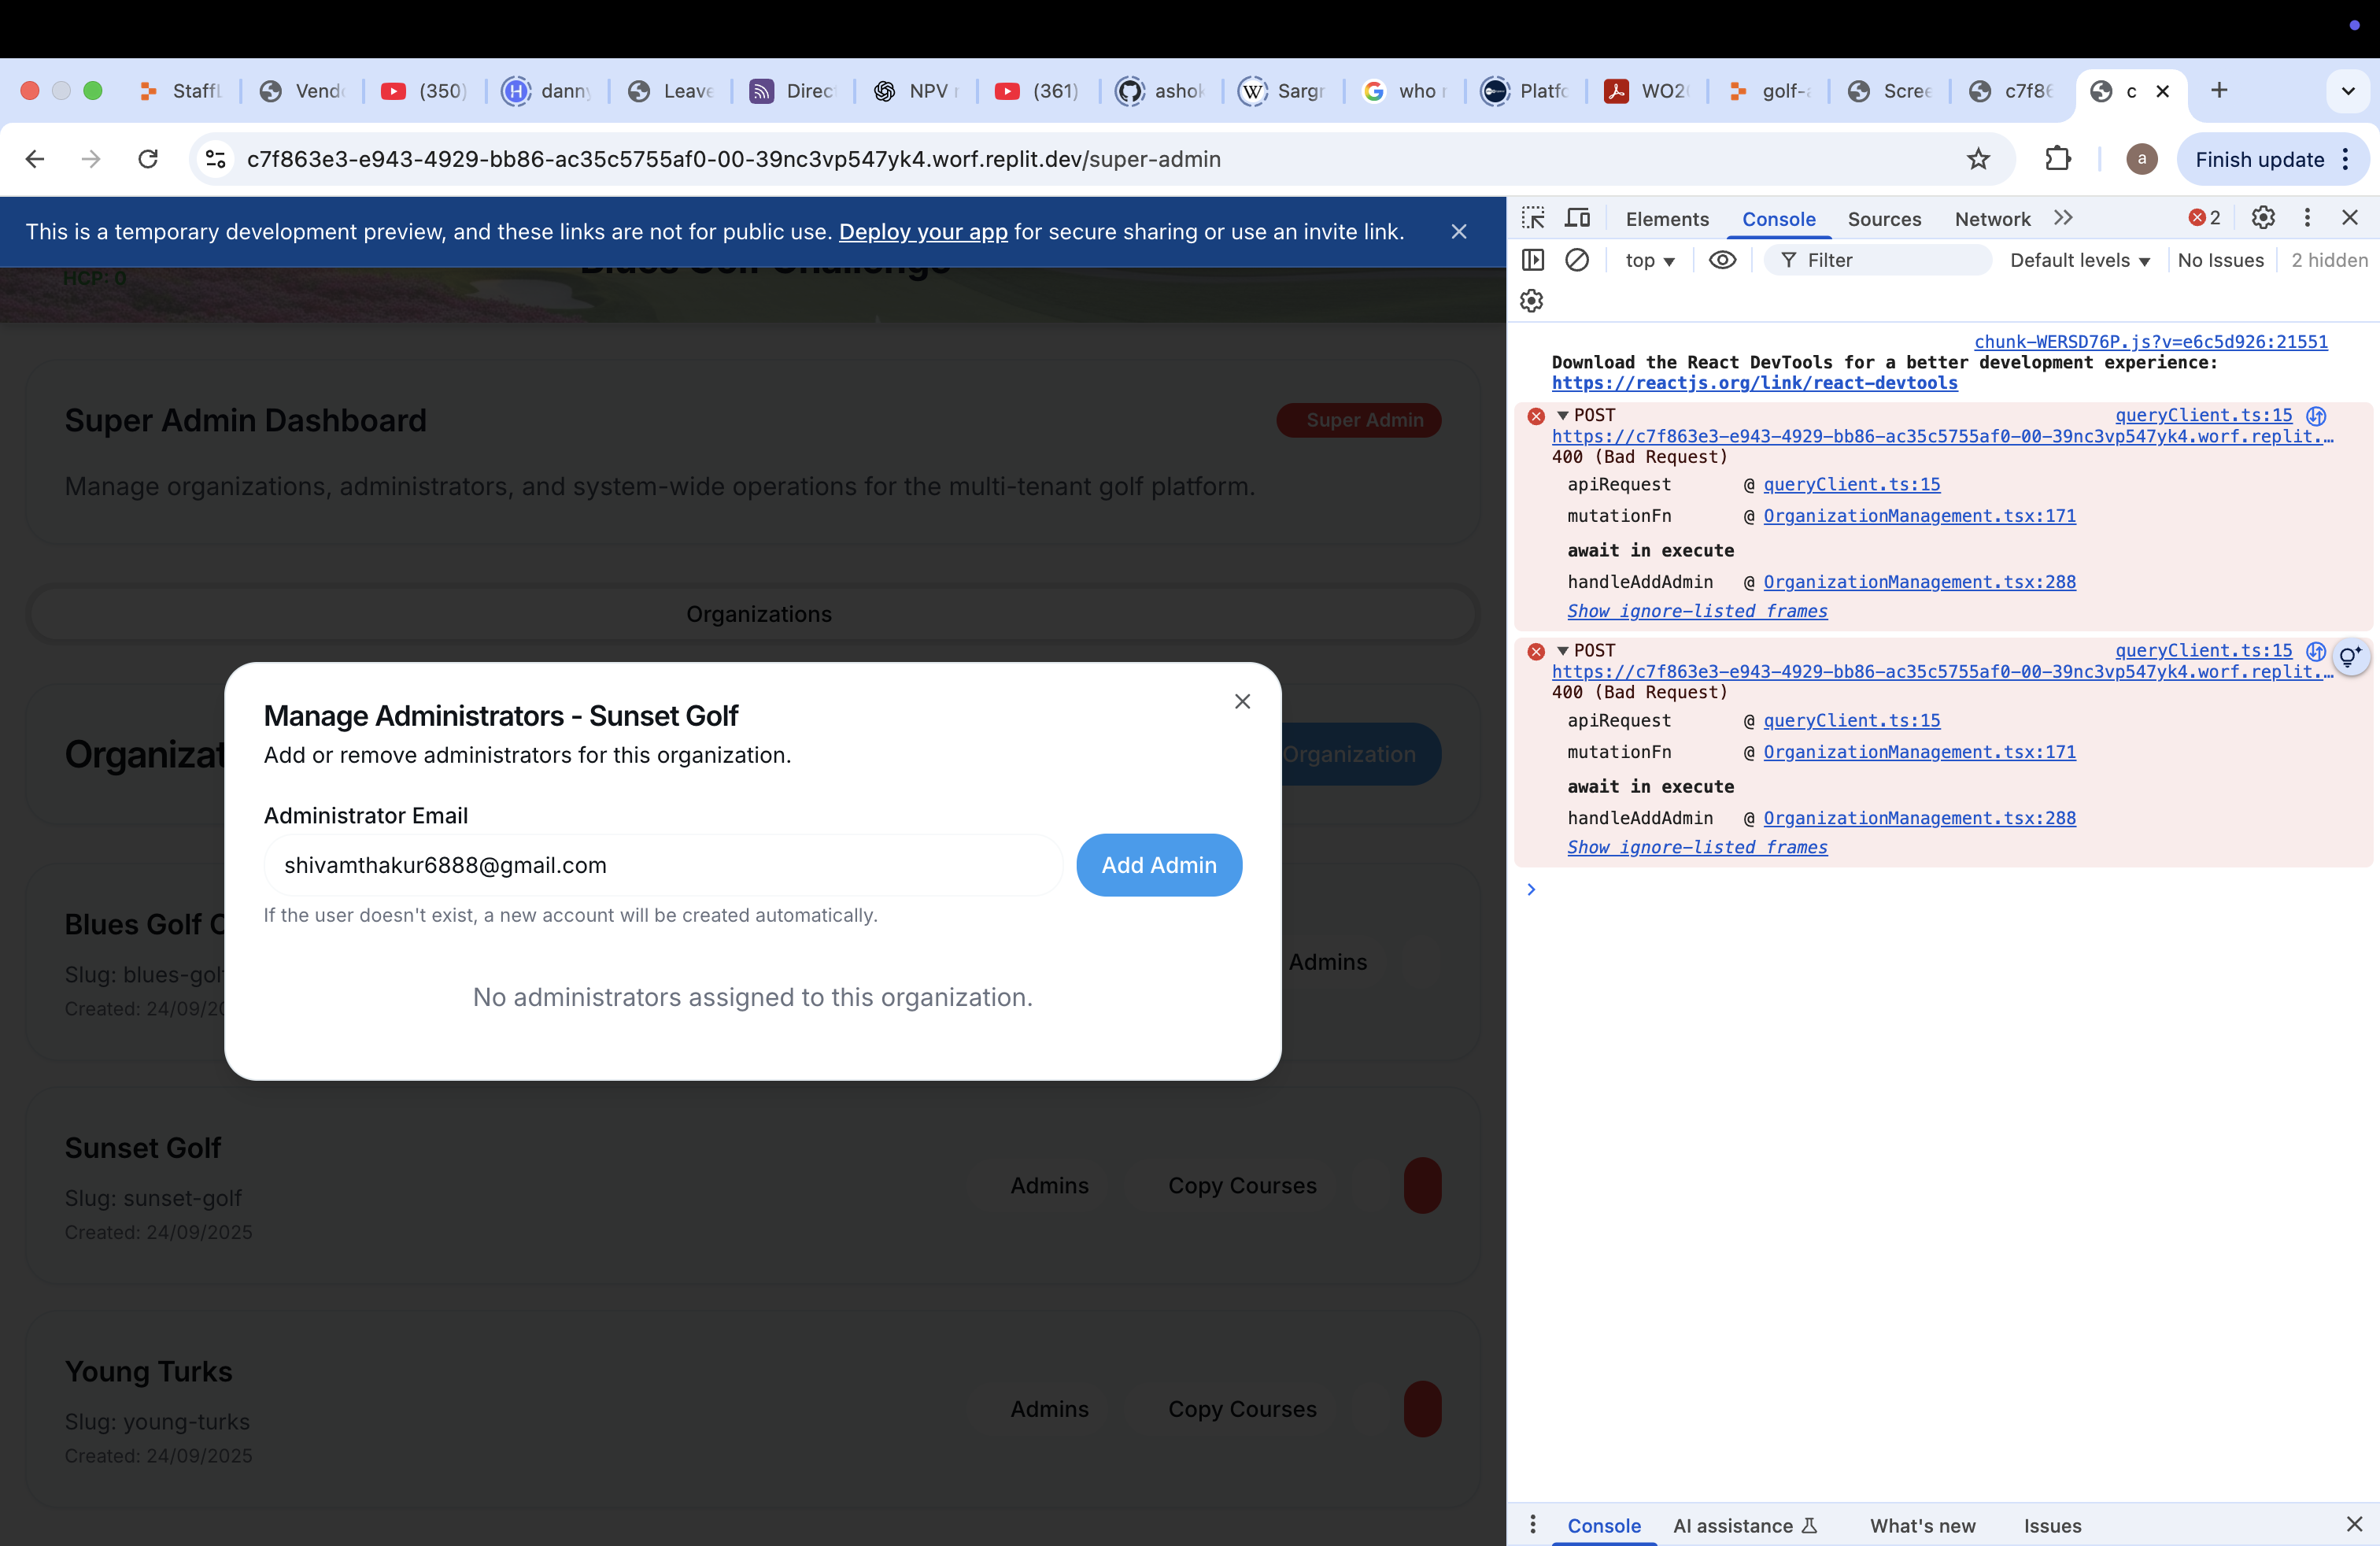 StaffL
Vend
(350)
danny
Leave
Direc
NPV
(361)
ashok
Sargr
who
Platfo
WO2
golf-
Scree
c7f86
c
c7f863e3-e943-4929-bb86-ac35c5755af0-00-39nc3vp547yk4.worf.replit.dev/super-admin
a
Finish update
This is a temporary development preview, and these links are not for public use. Deploy your app for secure sharing or use an invite link.
HCP: 0
Blues Golf Challenge
Super Admin Dashboard
Super Admin
Manage organizations, administrators, and system-wide operations for the multi-tenant golf platform.
Organizations
Organizat
Organization
Manage Administrators - Sunset Golf
Add or remove administrators for this organization.
Administrator Email
shivamthakur6888@gmail.com
Add Admin
If the user doesn't exist, a new account will be created automatically.
No administrators assigned to this organization.
Blues Golf C
Slug: blues-golf
Created: 24/09/20
Admins
Sunset Golf
Slug: sunset-golf
Created: 24/09/2025
Admins
Copy Courses
Young Turks
Slug: young-turks
Created: 24/09/2025
Admins
Copy Courses
Elements
Console
Sources
Network
2
top
Filter
Default levels
No Issues
2 hidden
chunk-WERSD76P.js?v=e6c5d926:21551
Download the React DevTools for a better development experience:
https://reactjs.org/link/react-devtools
POST queryClient.ts:15
https://c7f863e3-e943-4929-bb86-ac35c5755af0-00-39nc3vp547yk4.worf.replit.…
400 (Bad Request)
apiRequest @ queryClient.ts:15
mutationFn @ OrganizationManagement.tsx:171
await in execute
handleAddAdmin @ OrganizationManagement.tsx:288
Show ignore-listed frames
POST queryClient.ts:15
https://c7f863e3-e943-4929-bb86-ac35c5755af0-00-39nc3vp547yk4.worf.replit.…
400 (Bad Request)
apiRequest @ queryClient.ts:15
mutationFn @ OrganizationManagement.tsx:171
await in execute
handleAddAdmin @ OrganizationManagement.tsx:288
Show ignore-listed frames
Console
AI assistance
What's new
Issues